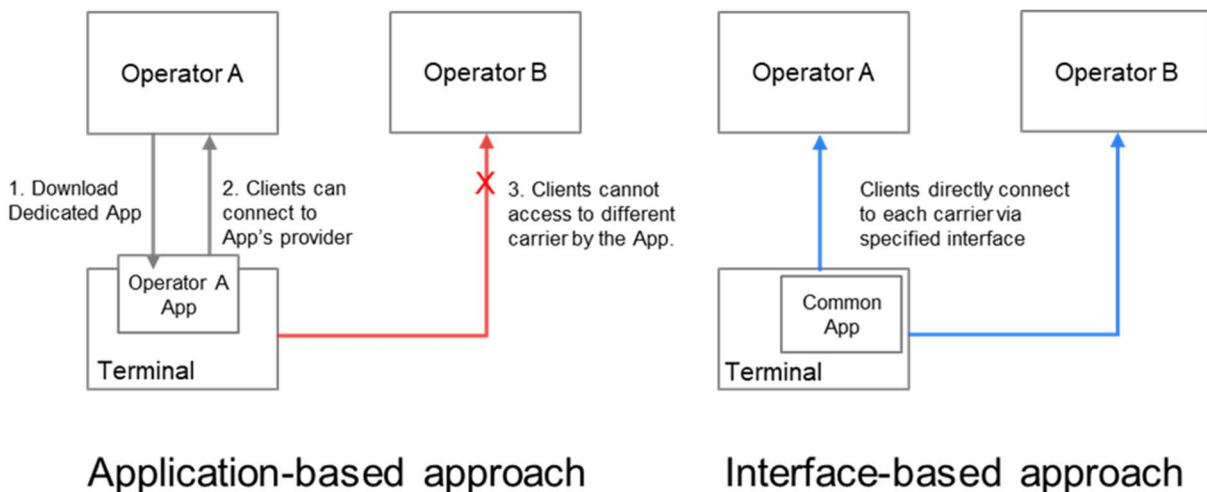 Operator A
Operator B
1. Download
Dedicated App
2. Clients can
connect to
App's provider
X
3. Clients cannot
access to different
carrier by the App.
Operator A
App
Terminal
Application-based approach
Operator A
Operator B
Clients directly connect
to each carrier via
specified interface
Common
App
Terminal
Interface-based approach